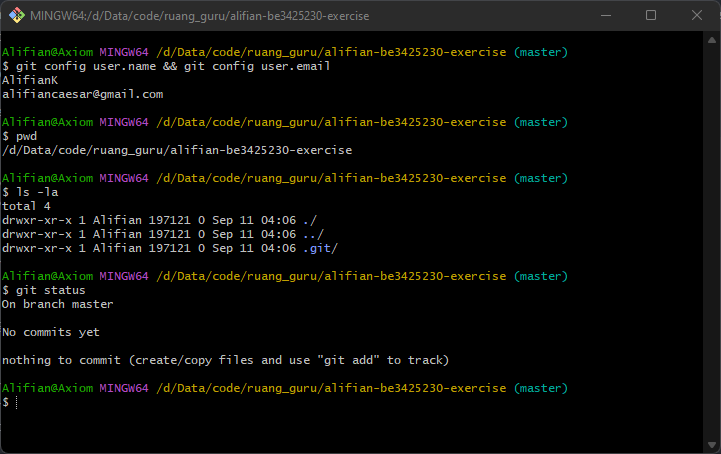 MINGW64:/d/Data/code/ruang_guru/alifian-be3425230-exercise
Alifian@Axiom MINGW64 /d/Data/code/ruang_guru/alifian-be3425230-exercise (master)
$ git config user.name && git config user.email
AlifianK
alifiancaesar@gmail.com
Alifian@Axiom MINGW64 /d/Data/code/ruang_guru/alifian-be3425230-exercise (master)
$ pwd
/d/Data/code/ruang_guru/alifian-be3425230-exercise
Alifian@Axiom MINGW64 /d/Data/code/ruang_guru/alifian-be3425230-exercise (master)
$ ls -la
total 4
drwxr-xr-x 1 Alifian 197121 0 Sep 11 04:06 ./
drwxr-xr-x 1 Alifian 197121 0 Sep 11 04:06 ../
drwxr-xr-x 1 Alifian 197121 0 Sep 11 04:06 .git/
Alifian@Axiom MINGW64 /d/Data/code/ruang_guru/alifian-be3425230-exercise (master)
$ git status
On branch master
No commits yet
nothing to commit (create/copy files and use "git add" to track)
Alifian@Axiom MINGW64 /d/Data/code/ruang_guru/alifian-be3425230-exercise (master)
$